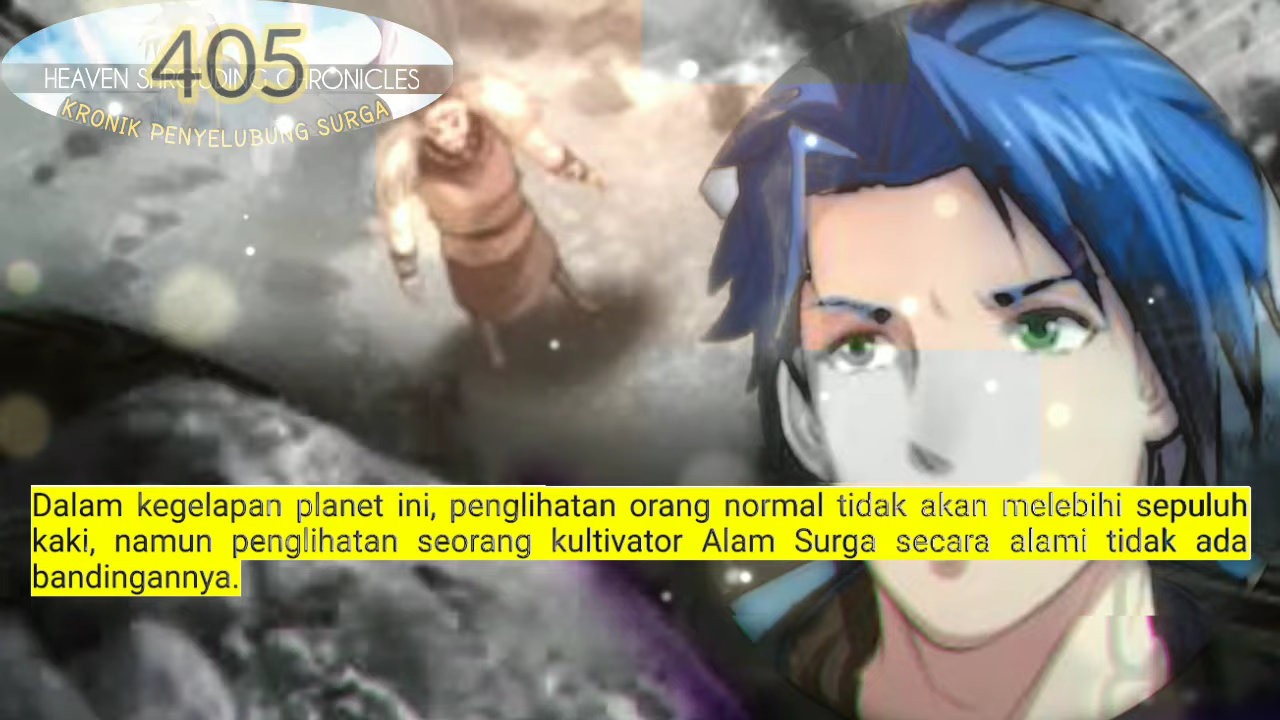 405
HEAVEN SHROUDING CHRONICLES
KRONIK PENYELUBUNG SURGA
Dalam kegelapan planet ini, penglihatan orang normal tidak akan melebihi sepuluh
kaki, namun penglihatan seorang kultivator Alam Surga secara alami tidak ada
bandingannya.